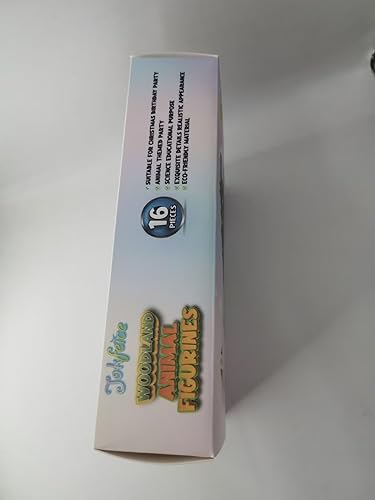 Toyfetoe
WOODLAND
ANIMAL
FIGURINES
16
PIECES
SUITABLE FOR CHRISTMAS BIRTHDAY PARTY
ANIMAL THEMED PARTY
SCIENCE EDUCATIONAL PURPOSE
EXQUISITE DETAILS REALISTIC APPEARANCE
ECO-FRIENDLY MATERIAL